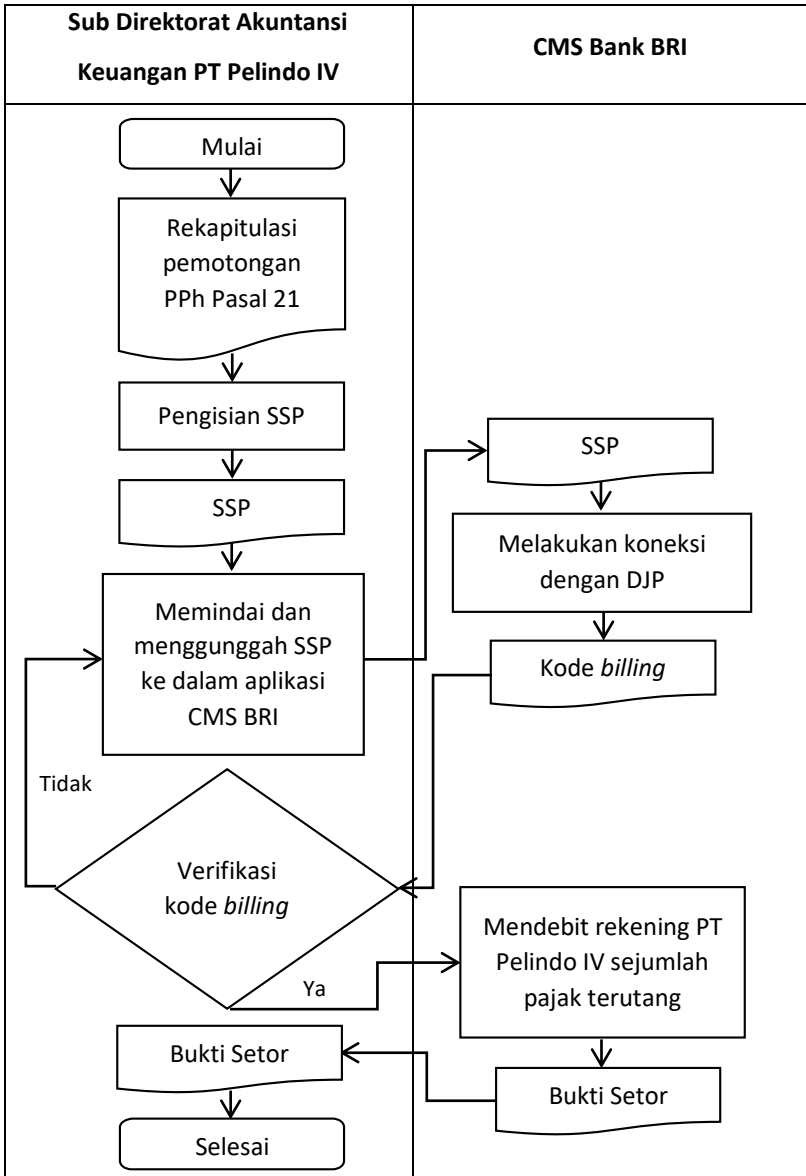 Sub Direktorat Akuntansi
Keuangan PT Pelindo IV
CMS Bank BRI
Mulai
Rekapitulasi
pemotongan
PPh Pasal 21
Pengisian SSP
SSP
Memindai dan
menggunggah SSP
ke dalam aplikasi
CMS BRI
SSP
Melakukan koneksi
dengan DJP
Kode billing
Tidak
Verifikasi
kode billing
Ya
Mendebit rekening PT
Pelindo IV sejumlah
pajak terutang
Bukti Setor
Bukti Setor
Selesai